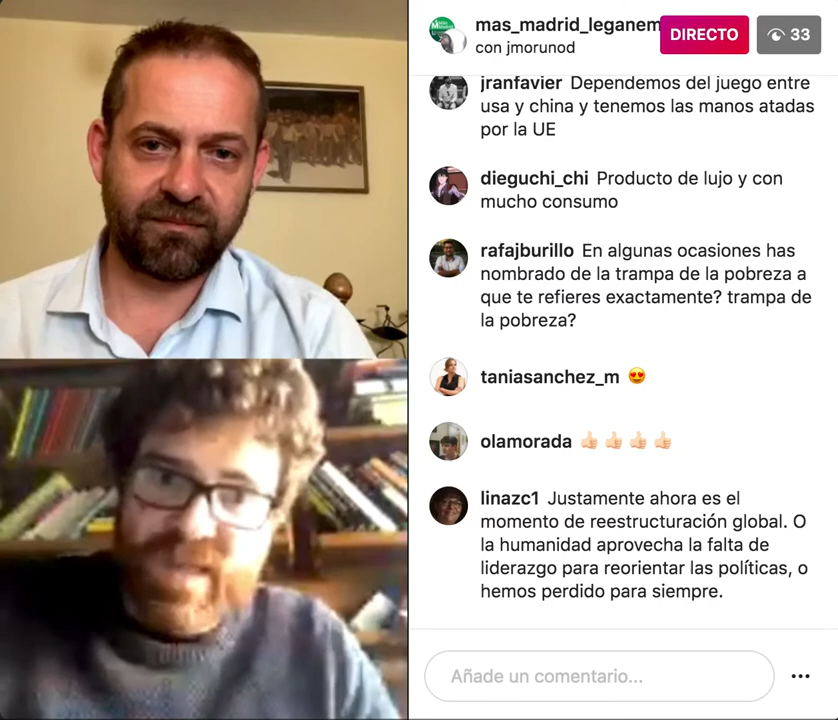 mas_madrid_leganem
con jmorunod
DIRECTO
33
jranfavier Dependemos del juego entre
usa y china y tenemos las manos atadas
por la UE
dieguchi_chi Producto de lujo y con
mucho consumo
rafajburillo En algunas ocasiones has
nombrado de la trampa de la pobreza a
que te refieres exactamente? trampa de
la pobreza?
taniasanchez_m 😍
olamorada 👍🏻👍🏻👍🏻👍🏻
linazc1 Justamente ahora es el
momento de reestructuración global. O
la humanidad aprovecha la falta de
liderazgo para reorientar las políticas, o
hemos perdido para siempre.
Añade un comentario...